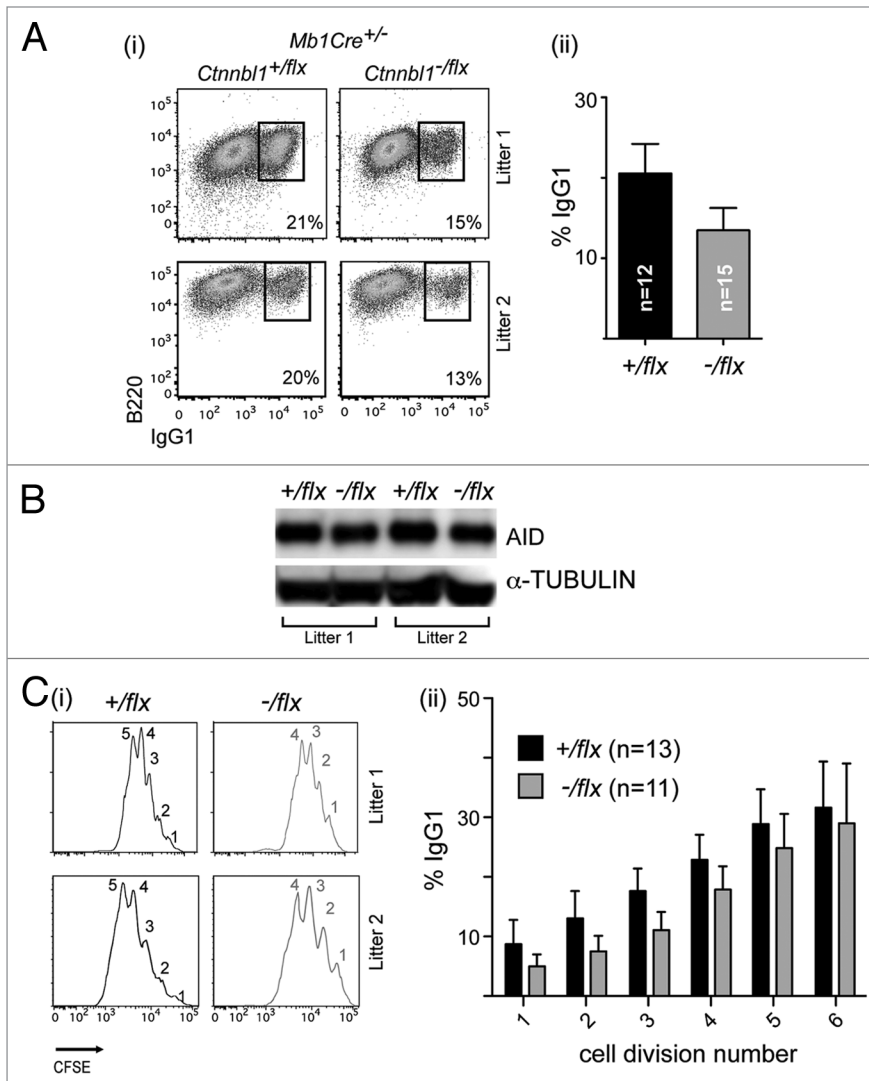 A
(i)
Mb1Cre+/-
Ctnnbl1+/flx
Ctnnbl1-/flx
10⁵
10⁴
10³
10²
0
21%
15%
Litter 1
10⁵
10⁴
10³
10²
0
20%
13%
Litter 2
B220
0 10² 10³ 10⁴ 10⁵
0 10² 10³ 10⁴ 10⁵
IgG1
(ii)
30
10
% IgG1
n=12
n=15
+/flx
-/flx
B
+/flx -/flx +/flx -/flx
AID
α-TUBULIN
Litter 1
Litter 2
C
(i)
+/flx
-/flx
5 4
3
2
1
4 3
2
1
Litter 1
5 4
3
2
1
4 3
2
1
Litter 2
0 10² 10³ 10⁴ 10⁵
0 10² 10³ 10⁴ 10⁵
CFSE
(ii)
50
30
10
% IgG1
+/flx (n=13)
-/flx (n=11)
1 2 3 4 5 6
cell division number